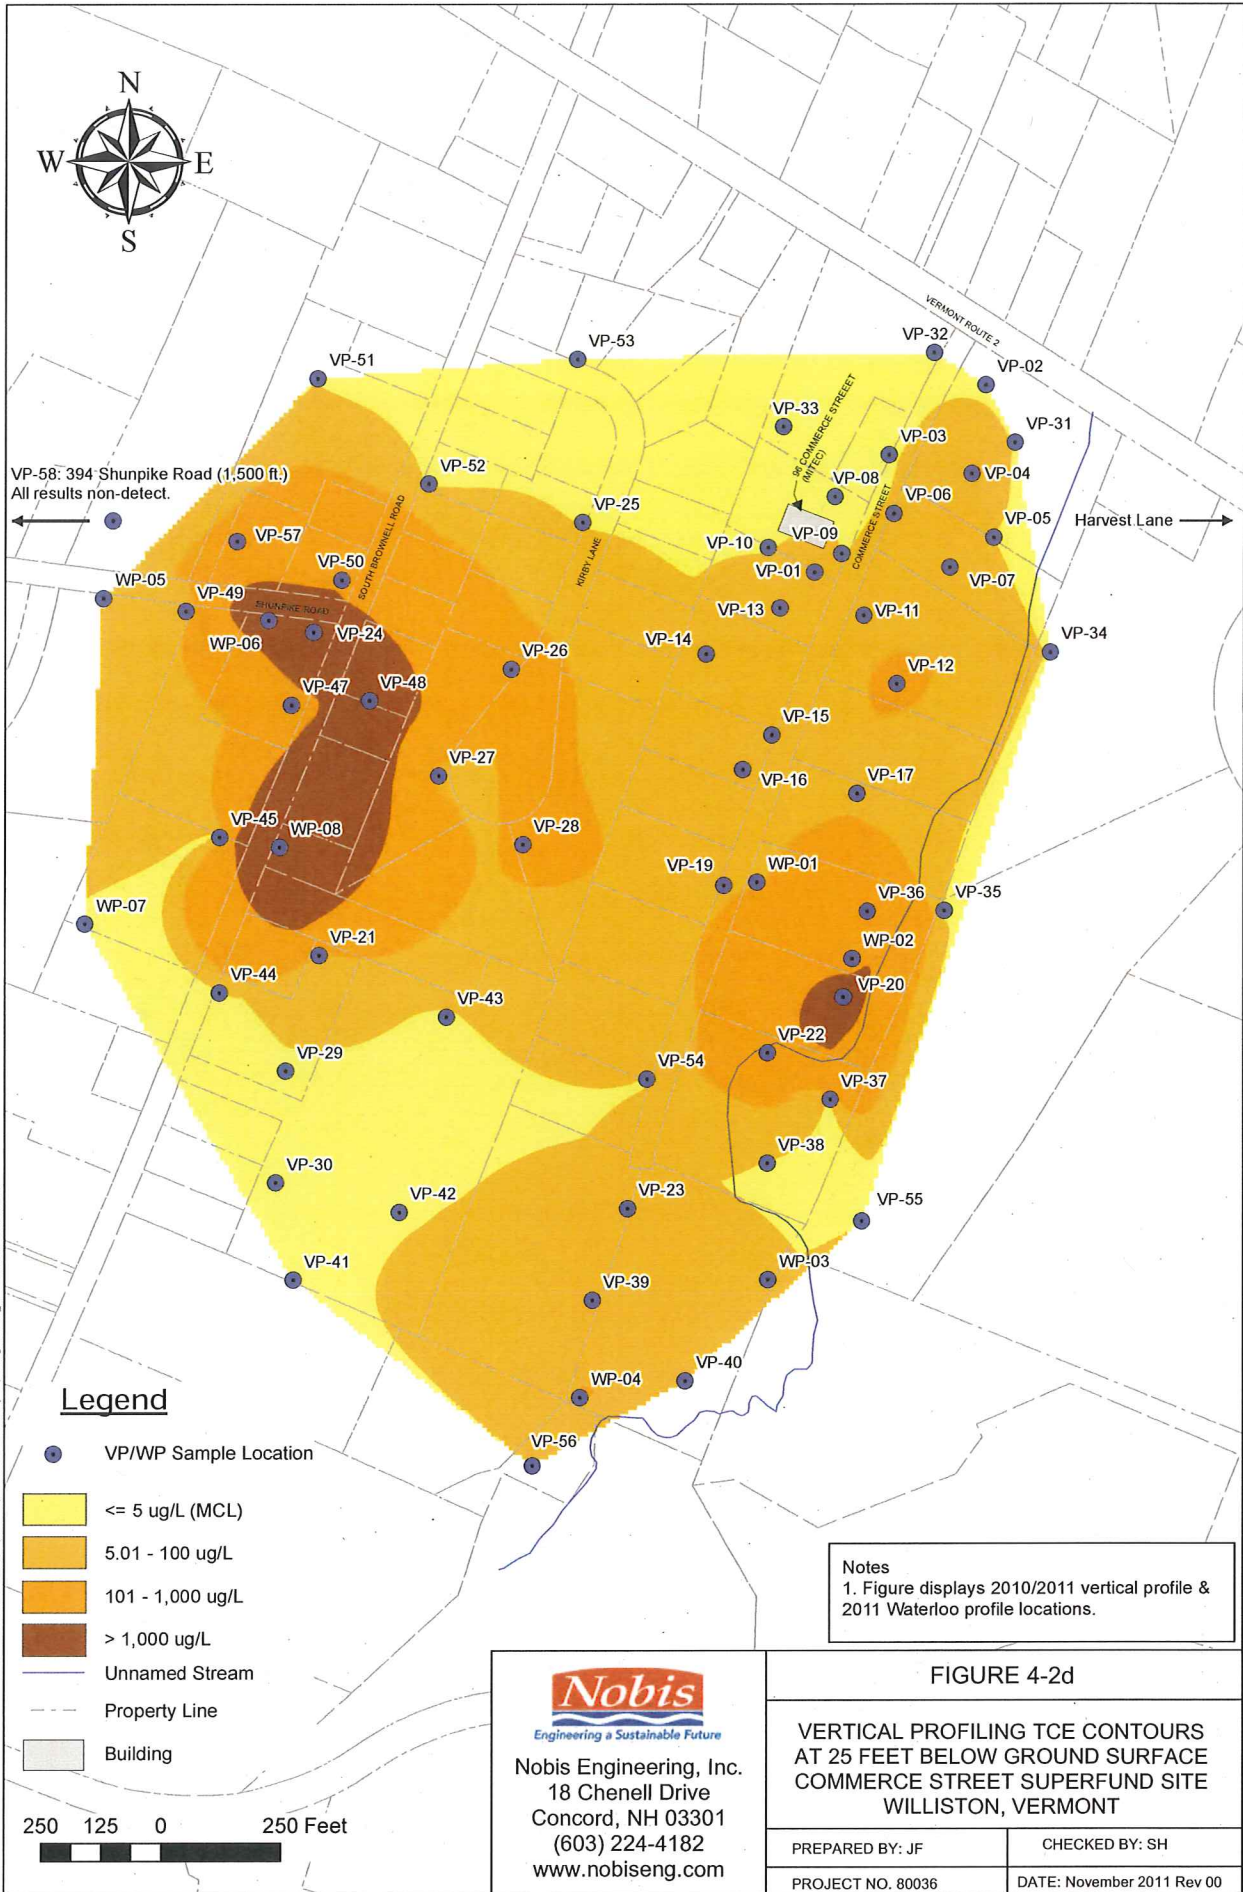 N
W
E
S
VERMONT ROUTE 2
VP-32
VP-53
VP-51
VP-02
96 COMMERCE STREEET
(MITEC)
VP-33
VP-31
VP-03
VP-04
VP-58: 394 Shunpike Road (1,500 ft.)
All results non-detect.
VP-52
VP-08
VP-06
VP-25
SOUTH BROWNELL ROAD
VP-05
Harvest Lane
VP-57
VP-10
VP-09
COMMERCE STREET
KIRBY LANE
VP-50
VP-01
VP-07
WP-05
VP-49
SHUNPIKE ROAD
VP-13
VP-11
WP-06
VP-24
VP-14
VP-34
VP-26
VP-12
VP-47
VP-48
VP-15
VP-27
VP-16
VP-17
VP-45
WP-08
VP-28
VP-19
WP-01
VP-36
VP-35
WP-07
VP-21
WP-02
VP-44
VP-20
VP-43
VP-22
VP-29
VP-54
VP-37
VP-38
VP-30
VP-42
VP-23
VP-55
VP-41
WP-03
VP-39
VP-40
WP-04
VP-56
Legend
VP/WP Sample Location
<= 5 ug/L (MCL)
5.01 - 100 ug/L
101 - 1,000 ug/L
> 1,000 ug/L
Unnamed Stream
Property Line
Building
250 125 0 250 Feet
Notes
1. Figure displays 2010/2011 vertical profile &
2011 Waterloo profile locations.
Nobis
Engineering a Sustainable Future
Nobis Engineering, Inc.
18 Chenell Drive
Concord, NH 03301
(603) 224-4182
www.nobiseng.com
FIGURE 4-2d
VERTICAL PROFILING TCE CONTOURS
AT 25 FEET BELOW GROUND SURFACE
COMMERCE STREET SUPERFUND SITE
WILLISTON, VERMONT
PREPARED BY: JF
CHECKED BY: SH
PROJECT NO. 80036
DATE: November 2011 Rev 00